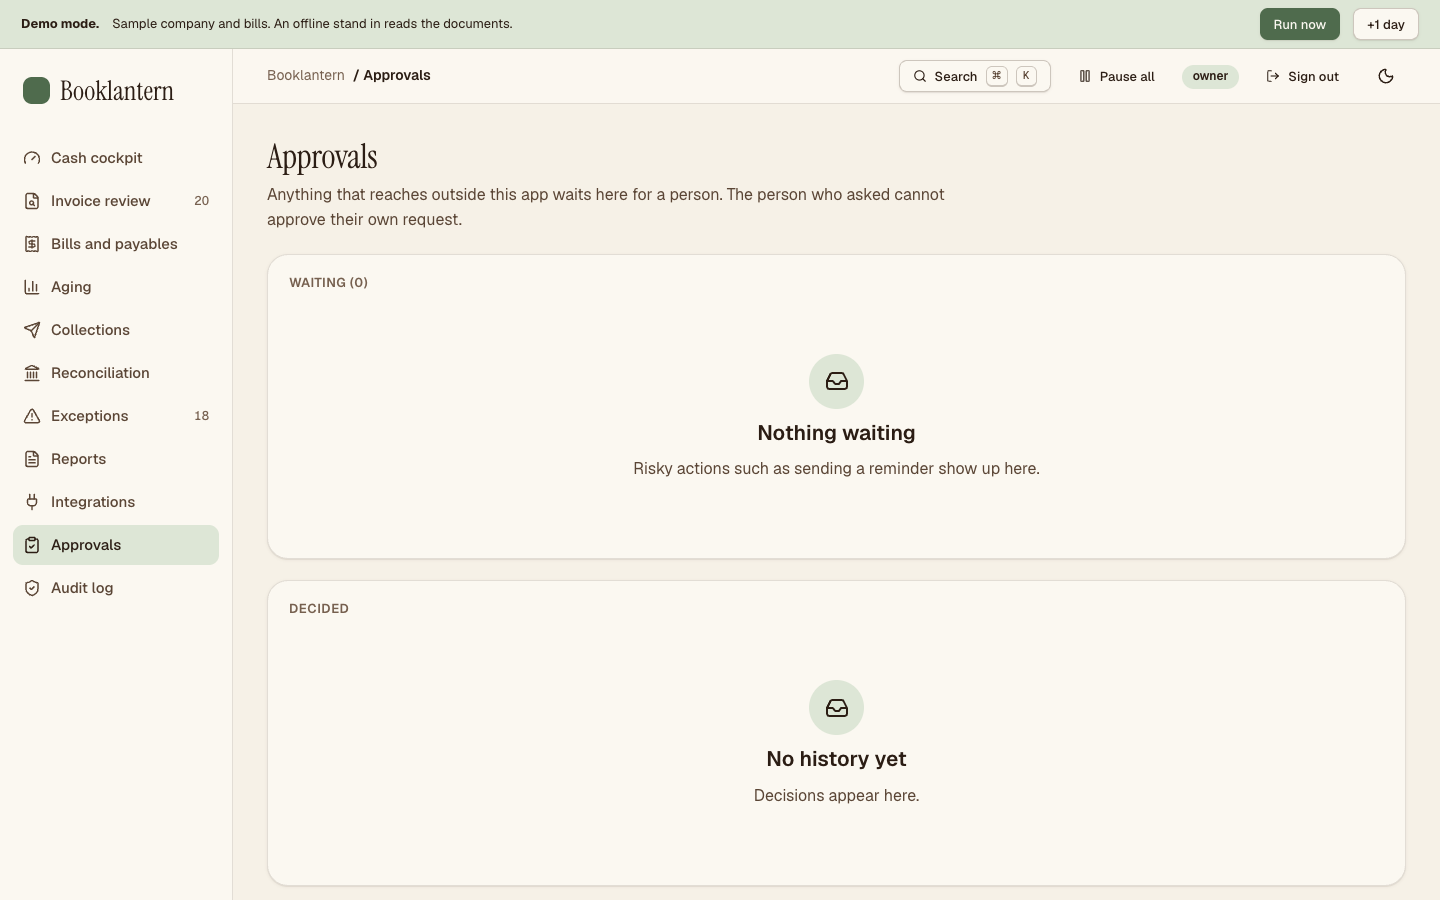 Demo mode. Sample company and bills. An offline stand in reads the documents.
Run now
+1 day
Booklantern
Booklantern / Approvals
Search ⌘ K
Pause all
owner
Sign out
Cash cockpit
Invoice review 20
Bills and payables
Aging
Collections
Reconciliation
Exceptions 18
Reports
Integrations
Approvals
Audit log
Approvals
Anything that reaches outside this app waits here for a person. The person who asked cannot
approve their own request.
WAITING (0)
Nothing waiting
Risky actions such as sending a reminder show up here.
DECIDED
No history yet
Decisions appear here.